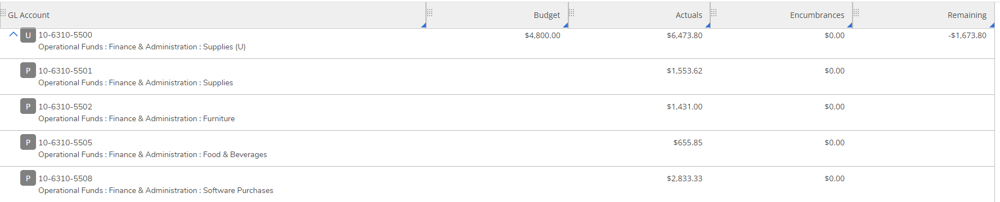 GL Account Budget Actuals Encumbrances Remaining
U 10-6310-5500 $4,800.00 $6,473.80 $0.00 -$1,673.80
Operational Funds : Finance & Administration : Supplies (U)
P 10-6310-5501 $1,553.62 $0.00
Operational Funds : Finance & Administration : Supplies
P 10-6310-5502 $1,431.00 $0.00
Operational Funds : Finance & Administration : Furniture
P 10-6310-5505 $655.85 $0.00
Operational Funds : Finance & Administration : Food & Beverages
P 10-6310-5508 $2,833.33 $0.00
Operational Funds : Finance & Administration : Software Purchases